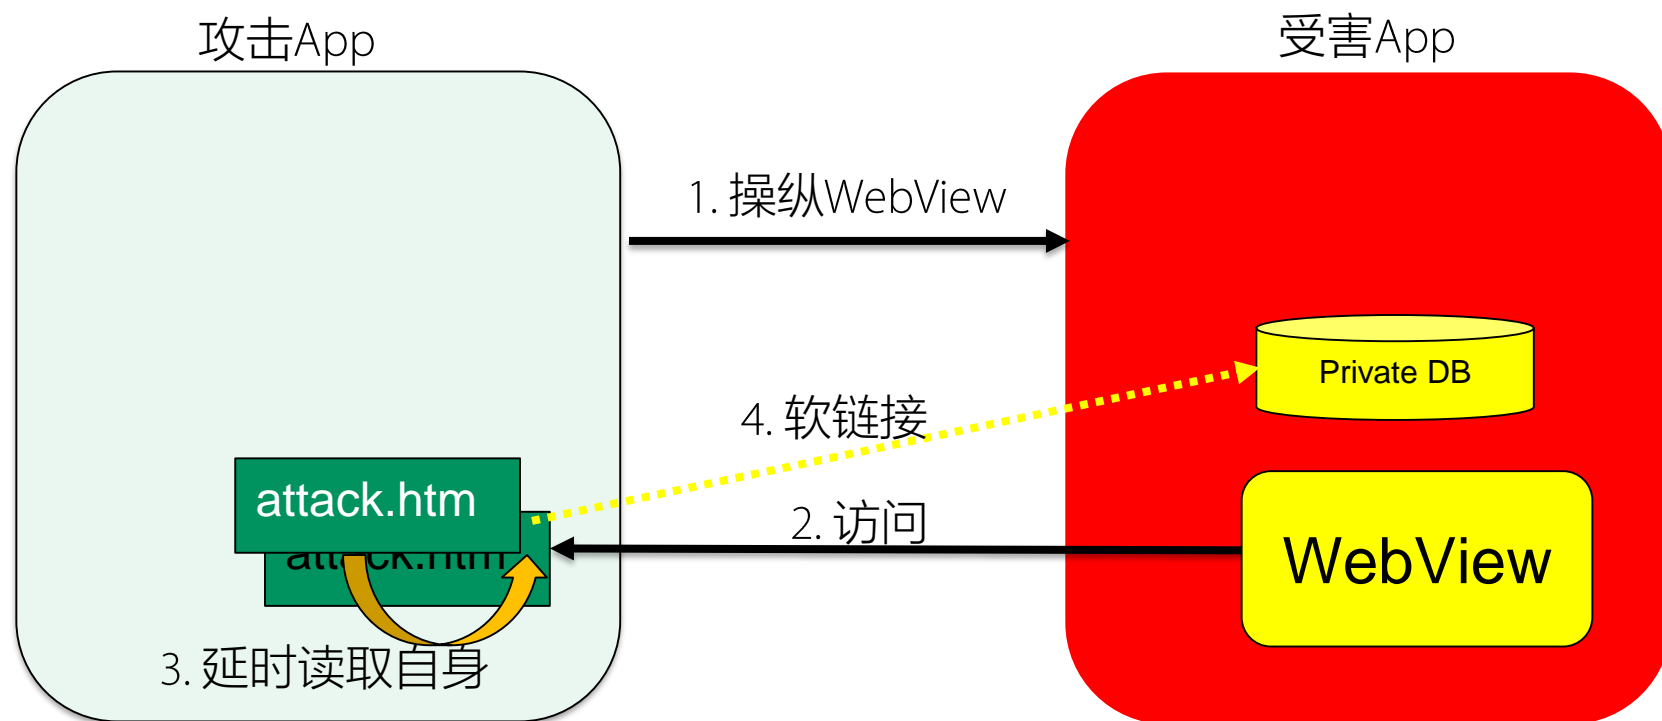 攻击App
受害App
1. 操纵WebView
Private DB
4. 软链接
attack.htm
2. 访问
attack.htm
WebView
3. 延时读取自身